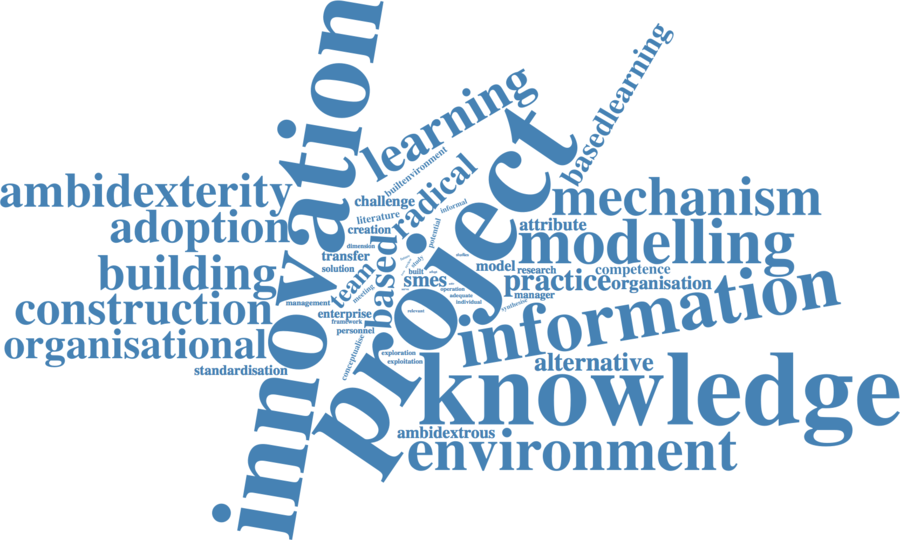 innovation
project
knowledge
information
learning
basedlearning
builtenvironment
radical
challenge
literature
creation
informal
potential
dimension
transfer
solution
team
meeting
based
management
enterprise
framework
personnel
conceptualise
exploration
exploitation
ambidexterity
adoption
building
construction
organisational
standardisation
mechanism
attribute
modelling
model
research
competence
practice
organisation
manager
synthesise
smes
built
study
operation
adequate
individual
relevant
alternative
ambidextrous
environment